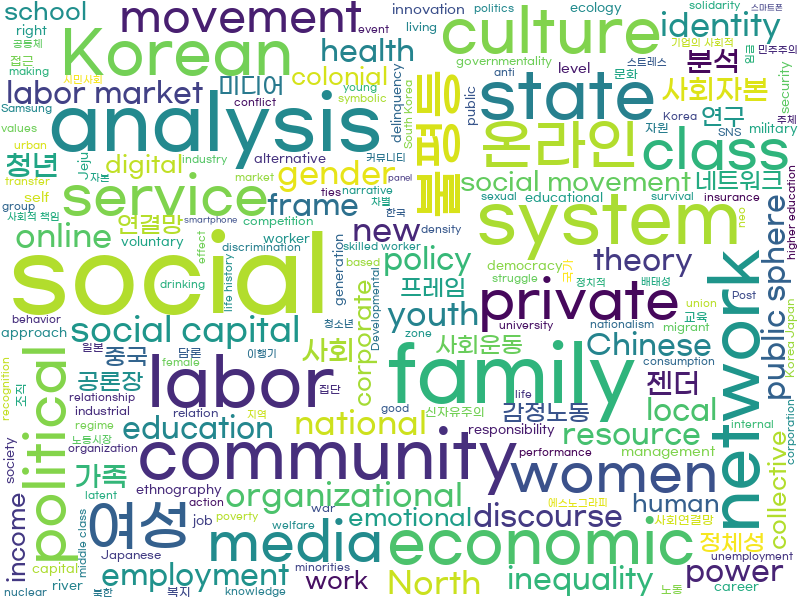 school
movement
Korean
culture
innovation
politics
ecology
solidarity
스마트폰
right
event
living
identity
공동체
접근
health
governmentality
기업의 사회적
민주주의
making
시민사회
colonial
미디어
young
anti
level
분석
스트레스
labor market
conflict
symbolic
delinquency
South Korea
public
문화
사회자본
security
Samsung
values
analysis
불평등
state
Korea
연구
주체
청년
urban
Jeju
digital
industry
alternative
커뮤니티
온라인
자원
SNS
military
transfer
자본
gender
market
panel
class
self
service
ties
narrative
차별
social movement
네트워크
group
smartphone
frame
한국
sexual
educational
survival
insurance
higher education
사회적 책임
연결망
competition
density
new
system
neo
online
voluntary
effect
worker
discrimination
skilled worker
generation
policy
democracy
국가
theory
public sphere
social
life history
based
struggle
정치적
배태성
drinking
Developmental
프레임
private
network
behavior
청소년
zone
youth
university
nationalism
union
Post
교육
approach
social capital
사회
corporate
사회운동
migrant
Chinese
Korea Japan
recognition
political
일본
담론
이행기
family
consumption
중국
female
공론장
labor
집단
life
젠더
조직
relationship
relation
good
신자유주의
감정노동
local
industrial
regime
지역
national
internal
corporation
education
responsibility
resource
society
노동시장
organization
community
performance
management
collective
가족
latent
ethnography
organizational
women
human
income
action
war
에스노그라피
사회연결망
여성
job
poverty
emotional
discourse
정체성
capital
middle class
welfare
media
economic
unemployment
Japanese
minorities
inequality
power
nuclear
river
employment
work
North
노동
career
북한
복지
knowledge